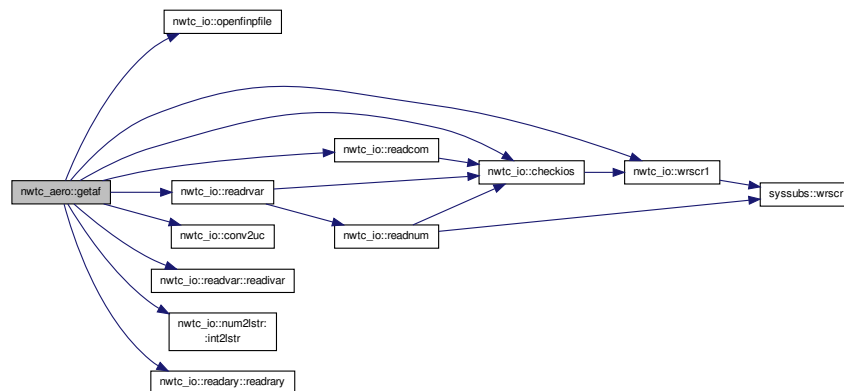 nwtc_io::openfinpfile
nwtc_io::readcom
nwtc_io::checkios
nwtc_io::wrscr1
nwtc_aero::getaf
nwtc_io::readrvar
syssubs::wrscr
nwtc_io::conv2uc
nwtc_io::readnum
nwtc_io::readvar::readivar
nwtc_io::num2lstr:
:int2lstr
nwtc_io::readary::readrary